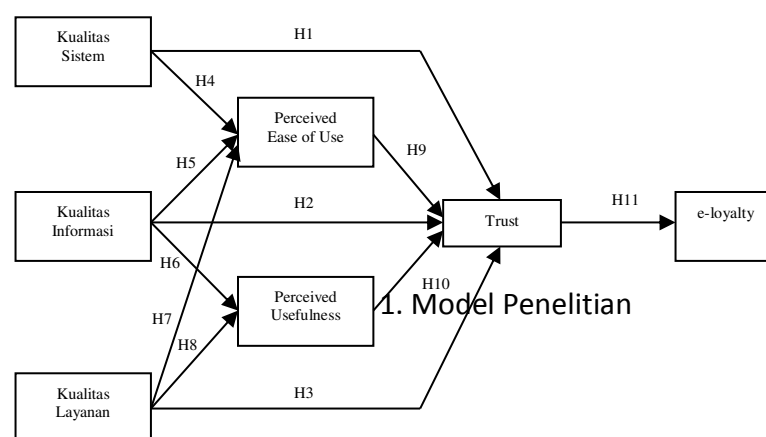 Kualitas
Sistem
H1
H4
Perceived
Ease of Use
H9
H5
Kualitas
Informasi
H2
Trust
H11
e-loyalty
H6
Perceived
Usefulness
H10
1. Model Penelitian
H7
H8
Kualitas
Layanan
H3